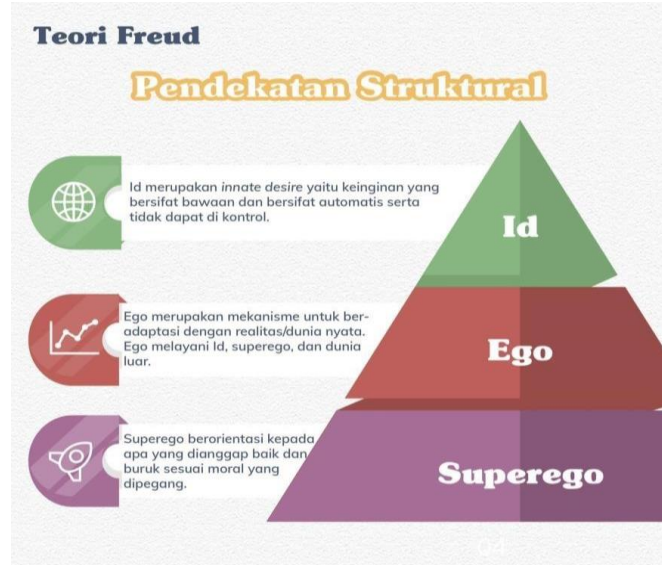 Teori Freud
Pendekatan Struktural
Id merupakan innate desire yaitu keinginan yang
bersifat bawaan dan bersifat automatis serta
tidak dapat di kontrol.
Id
Ego merupakan mekanisme untuk ber-
adaptasi dengan realitas/dunia nyata.
Ego melayani Id, superego, dan dunia
luar.
Ego
Superego berorientasi kepada
apa yang dianggap baik dan
buruk sesuai moral yang
dipegang.
Superego